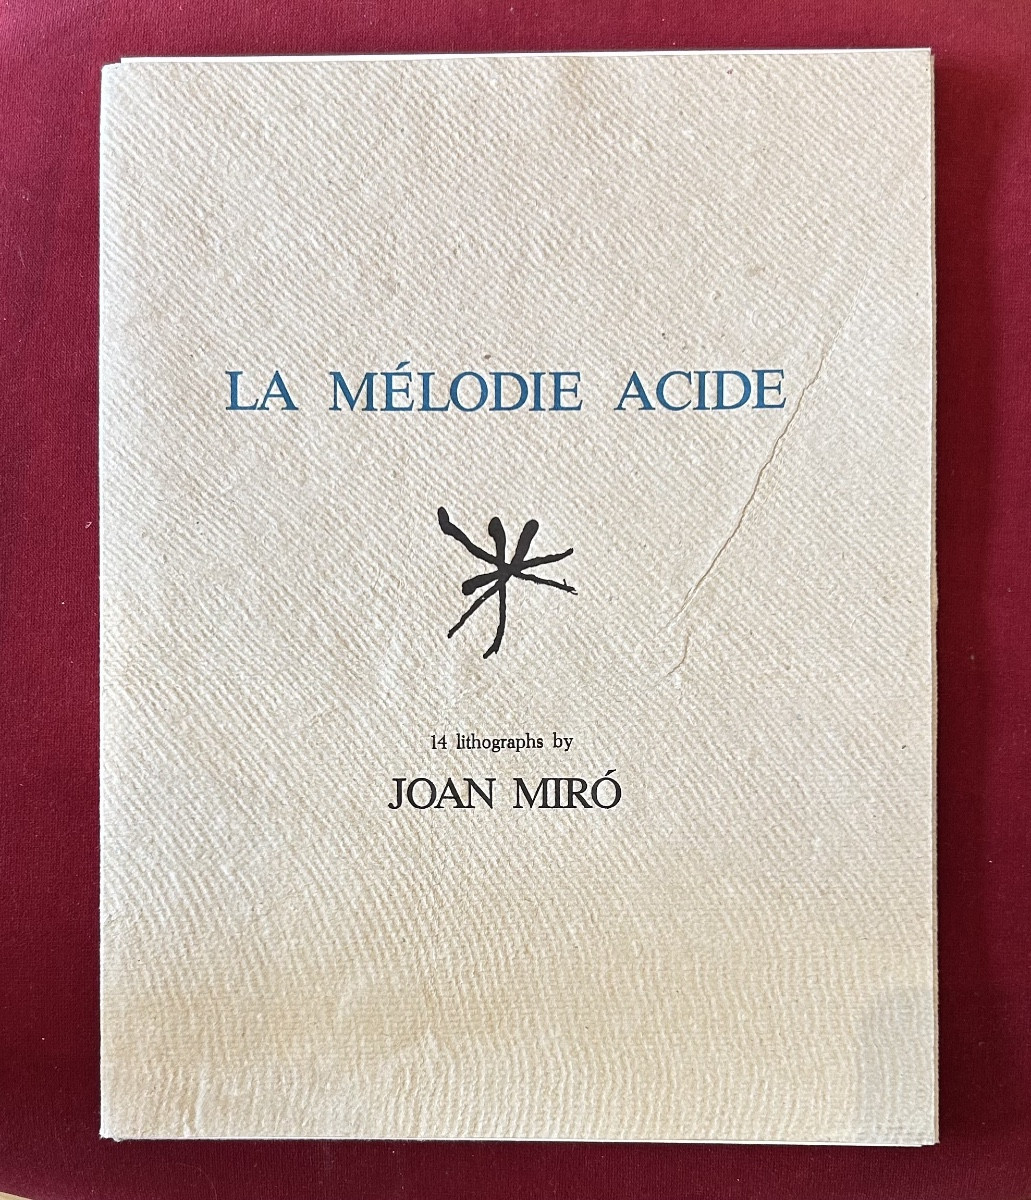 LA MÉLODIE ACIDE
14 lithographs by
JOAN MIRÓ